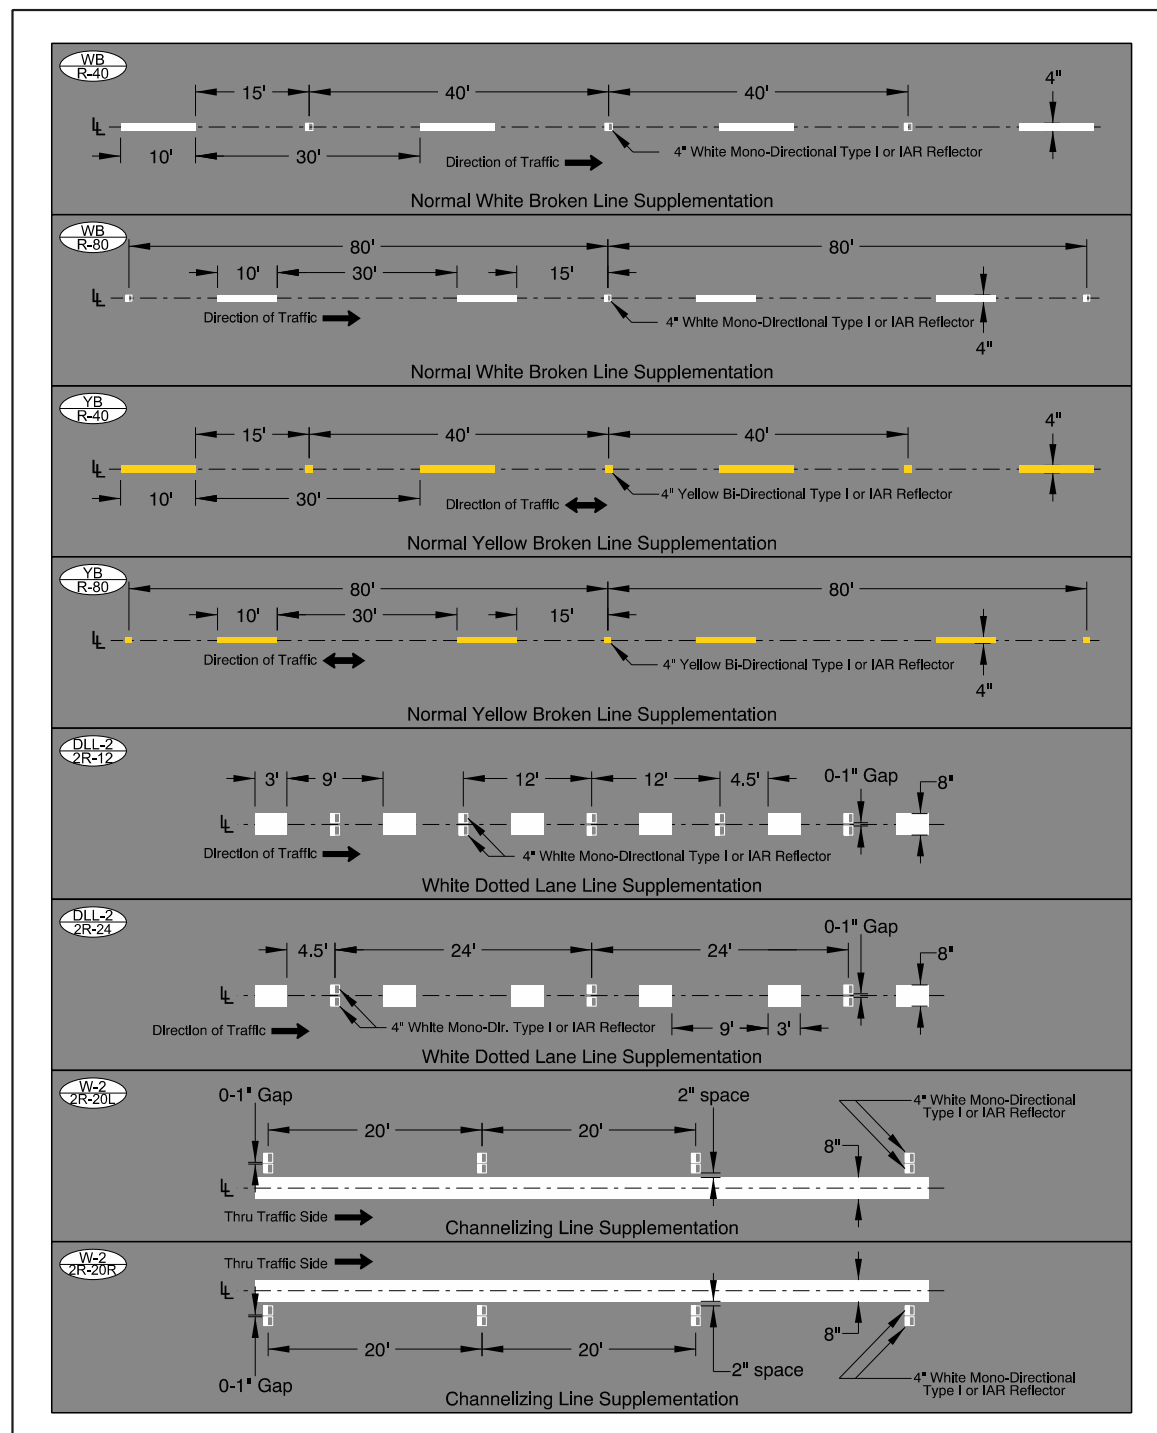 WB
R-40
15' 40' 40' 4"
LL
10' 30' Direction of Traffic 4" White Mono-Directional Type I or IAR Reflector
Normal White Broken Line Supplementation
WB
R-80
80' 80'
10' 30' 15'
LL
Direction of Traffic 4" White Mono-Directional Type I or IAR Reflector
4"
Normal White Broken Line Supplementation
YB
R-40
15' 40' 40' 4"
LL
10' 30' Direction of Traffic 4" Yellow Bi-Directional Type I or IAR Reflector
Normal Yellow Broken Line Supplementation
YB
R-80
80' 80'
10' 30' 15'
LL
Direction of Traffic 4" Yellow Bi-Directional Type I or IAR Reflector
4"
Normal Yellow Broken Line Supplementation
DLL-2
2R-12
3' 9' 12' 12' 4.5' 0-1" Gap 8"
LL
Direction of Traffic 4" White Mono-Directional Type I or IAR Reflector
White Dotted Lane Line Supplementation
DLL-2
2R-24
4.5' 24' 24' 0-1" Gap 8"
LL
Direction of Traffic 4" White Mono-Dir. Type I or IAR Reflector 9' 3'
White Dotted Lane Line Supplementation
W-2
2R-20L
0-1" Gap 2" space 4" White Mono-Directional
Type I or IAR Reflector
20' 20' 8"
LL
Thru Traffic Side
Channelizing Line Supplementation
W-2
2R-20R
Thru Traffic Side
LL
20' 20' 8"
0-1" Gap 2" space 4" White Mono-Directional
Type I or IAR Reflector
Channelizing Line Supplementation